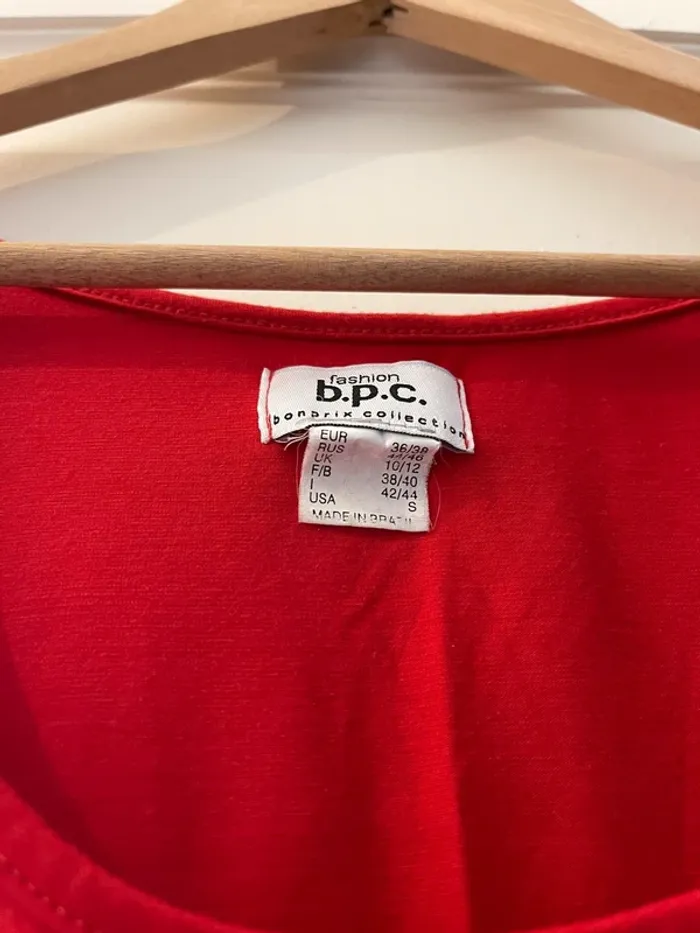 fashion
b.p.c.
bonprix collection
EUR 36/38
RUS 44/46
UK 10/12
F/B 38/40
I 42/44
USA S
MADE IN BRAZIL